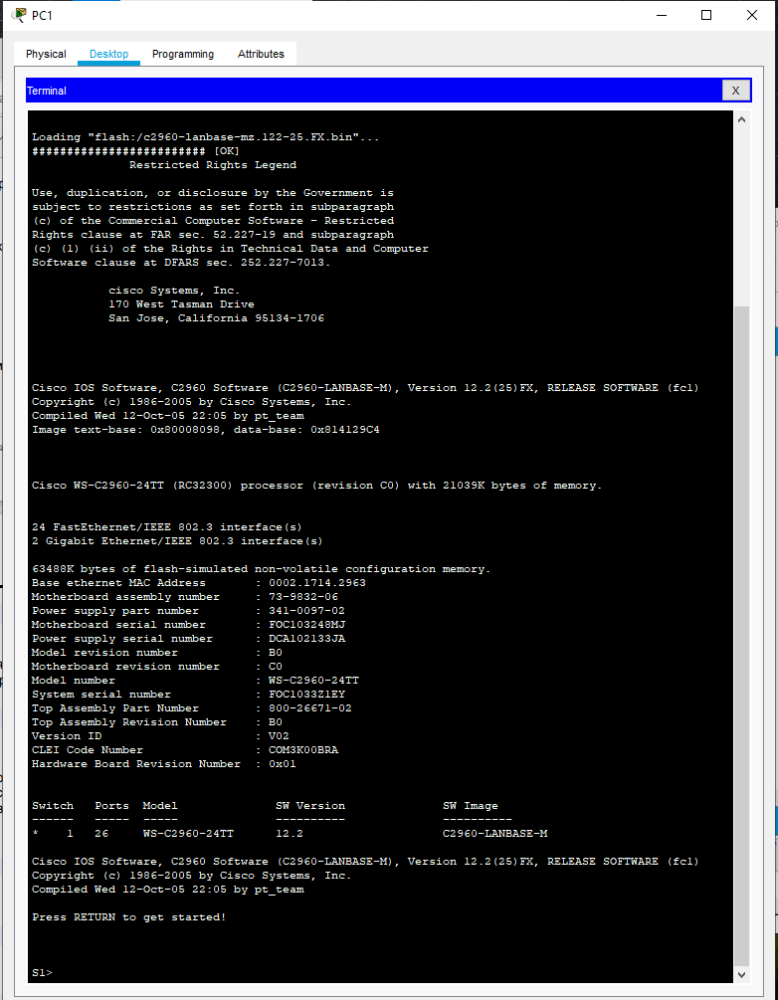 PC1
Physical Desktop Programming Attributes
Terminal
X
Loading "flash:/c2960-lanbase-mz.122-25.FX.bin"...
########################## [OK]
Restricted Rights Legend
Use, duplication, or disclosure by the Government is
subject to restrictions as set forth in subparagraph
(c) of the Commercial Computer Software - Restricted
Rights clause at FAR sec. 52.227-19 and subparagraph
(c) (1) (ii) of the Rights in Technical Data and Computer
Software clause at DFARS sec. 252.227-7013.
cisco Systems, Inc.
170 West Tasman Drive
San Jose, California 95134-1706
Cisco IOS Software, C2960 Software (C2960-LANBASE-M), Version 12.2(25)FX, RELEASE SOFTWARE (fc1)
Copyright (c) 1986-2005 by Cisco Systems, Inc.
Compiled Wed 12-Oct-05 22:05 by pt_team
Image text-base: 0x80008098, data-base: 0x814129C4
Cisco WS-C2960-24TT (RC32300) processor (revision C0) with 21039K bytes of memory.
24 FastEthernet/IEEE 802.3 interface(s)
2 Gigabit Ethernet/IEEE 802.3 interface(s)
63488K bytes of flash-simulated non-volatile configuration memory.
Base ethernet MAC Address : 0002.1714.2963
Motherboard assembly number : 73-9832-06
Power supply part number : 341-0097-02
Motherboard serial number : FOC103248MJ
Power supply serial number : DCA102133JA
Model revision number : B0
Motherboard revision number : C0
Model number : WS-C2960-24TT
System serial number : FOC1033Z1EY
Top Assembly Part Number : 800-26671-02
Top Assembly Revision Number : B0
Version ID : V02
CLEI Code Number : COM3K00BRA
Hardware Board Revision Number : 0x01
Switch Ports Model SW Version SW Image
------ ----- ----- ---------- ----------
* 1 26 WS-C2960-24TT 12.2 C2960-LANBASE-M
Cisco IOS Software, C2960 Software (C2960-LANBASE-M), Version 12.2(25)FX, RELEASE SOFTWARE (fc1)
Copyright (c) 1986-2005 by Cisco Systems, Inc.
Compiled Wed 12-Oct-05 22:05 by pt_team
Press RETURN to get started!
S1>